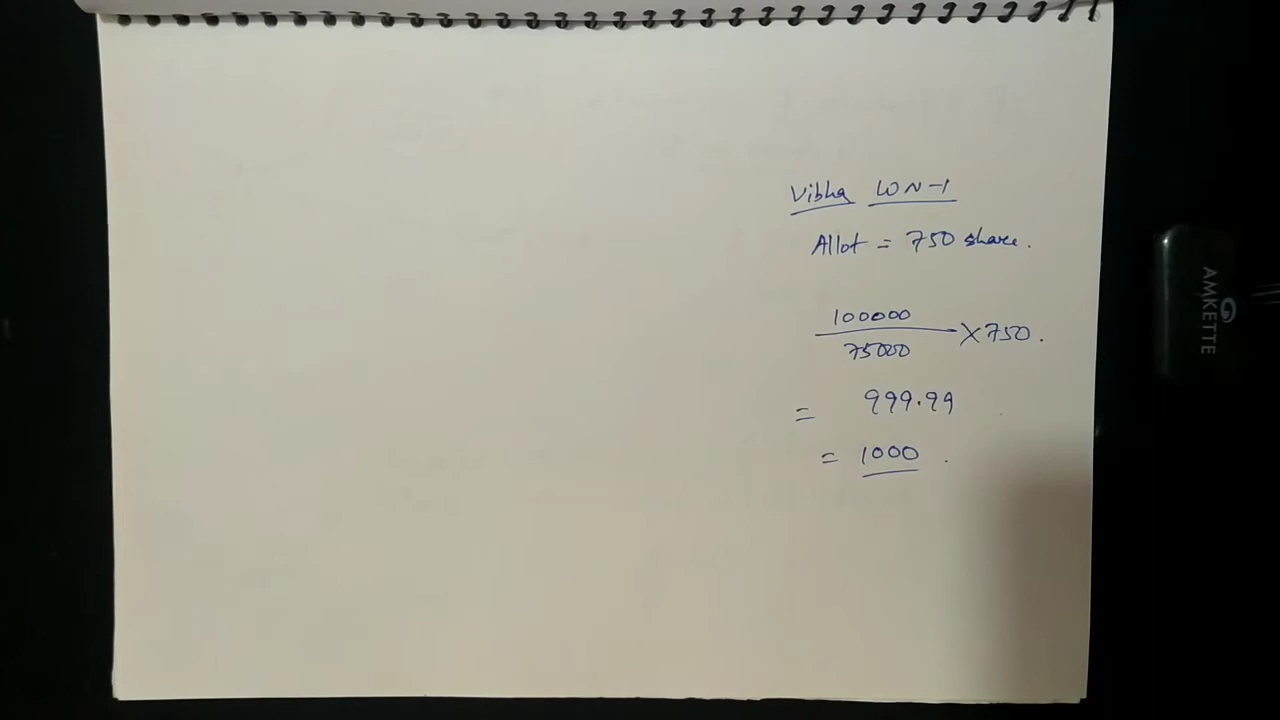 Vibha WN-1
Allot = 750 share.
100000
75000
X 750.
= 999.99
= 1000.
AMKETTE